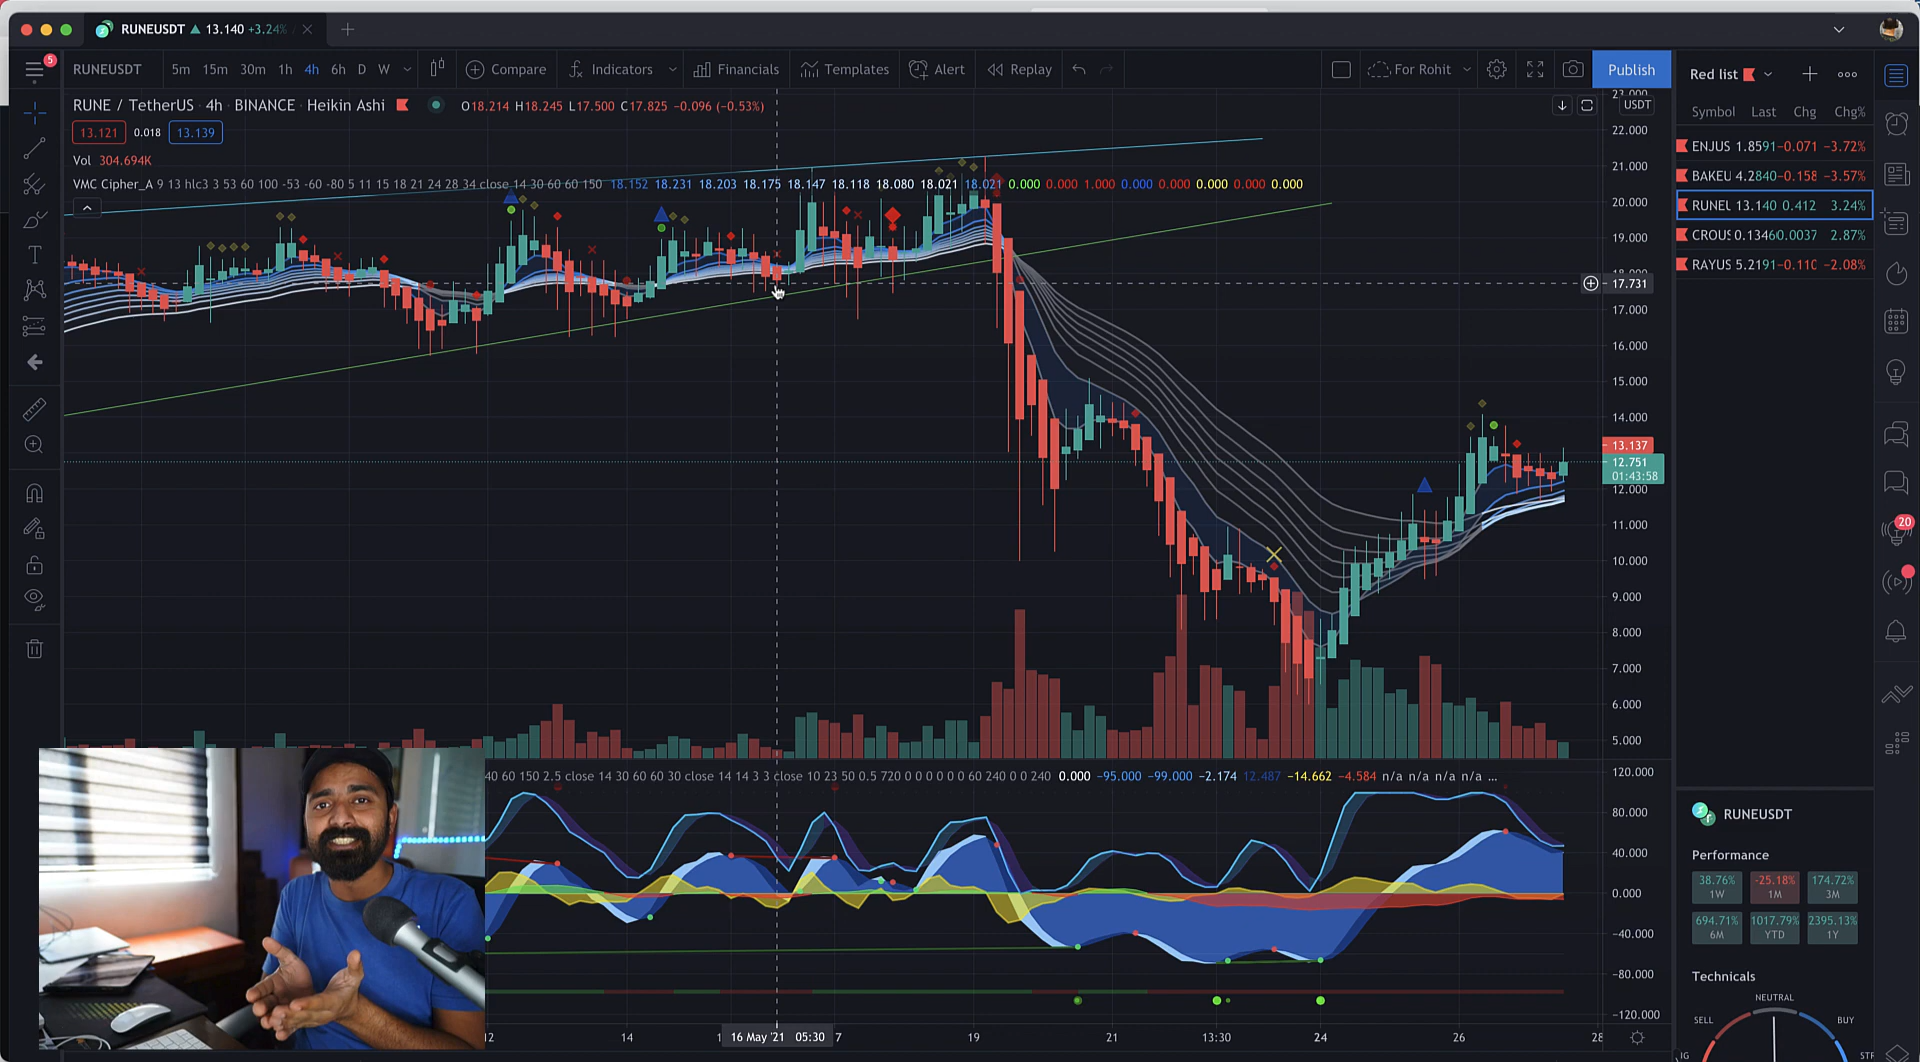 RUNEUSDT ▲ 13.140 +3.24%
5
RUNEUSDT 5m 15m 30m 1h 4h 6h D W Compare Indicators Financials Templates Alert Replay For Rohit Publish
Red list
RUNE / TetherUS · 4h · BINANCE · Heikin Ashi O18.214 H18.245 L17.500 C17.825 −0.096 (−0.53%)
USDT
13.121 0.018 13.139
Vol 304.694K
VMC Cipher_A 9 13 hlc3 3 53 60 100 -53 -60 -80 5 11 15 18 21 24 28 34 close 14 30 60 60 150 18.152 18.231 18.203 18.175 18.147 18.118 18.080 18.021 18.021 0.000 0.000 1.000 0.000 0.000 0.000 0.000 0.000
23.000
22.000
21.000
20.000
19.000
18.000
17.731
17.000
16.000
15.000
14.000
13.137
12.751
01:43:58
12.000
11.000
10.000
9.000
8.000
7.000
6.000
5.000
Symbol Last Chg Chg%
ENJUS 1.8591 −0.071 −3.72%
BAKEU 4.2840 −0.158 −3.57%
RUNEU 13.140 0.412 3.24%
CROUS 0.13460 .0037 2.87%
RAYUS 5.2191 −0.110 −2.08%
20
40 60 150 2.5 close 14 30 60 60 30 close 14 14 3 3 close 10 23 50 0.5 720 0 0 0 0 0 0 60 240 0 0 240 0.000 −95.000 −99.000 −2.174 12.487 −14.662 −4.584 n/a n/a n/a n/a ...
120.000
80.000
40.000
0.000
−40.000
−80.000
−120.000
12 14 16 May '21 05:30 7 19 21 13:30 24 26 28
RUNEUSDT
Performance
38.76% −25.18% 174.72%
1W 1M 3M
694.71% 1017.79% 2395.13%
6M YTD 1Y
Technicals
NEUTRAL
SELL BUY